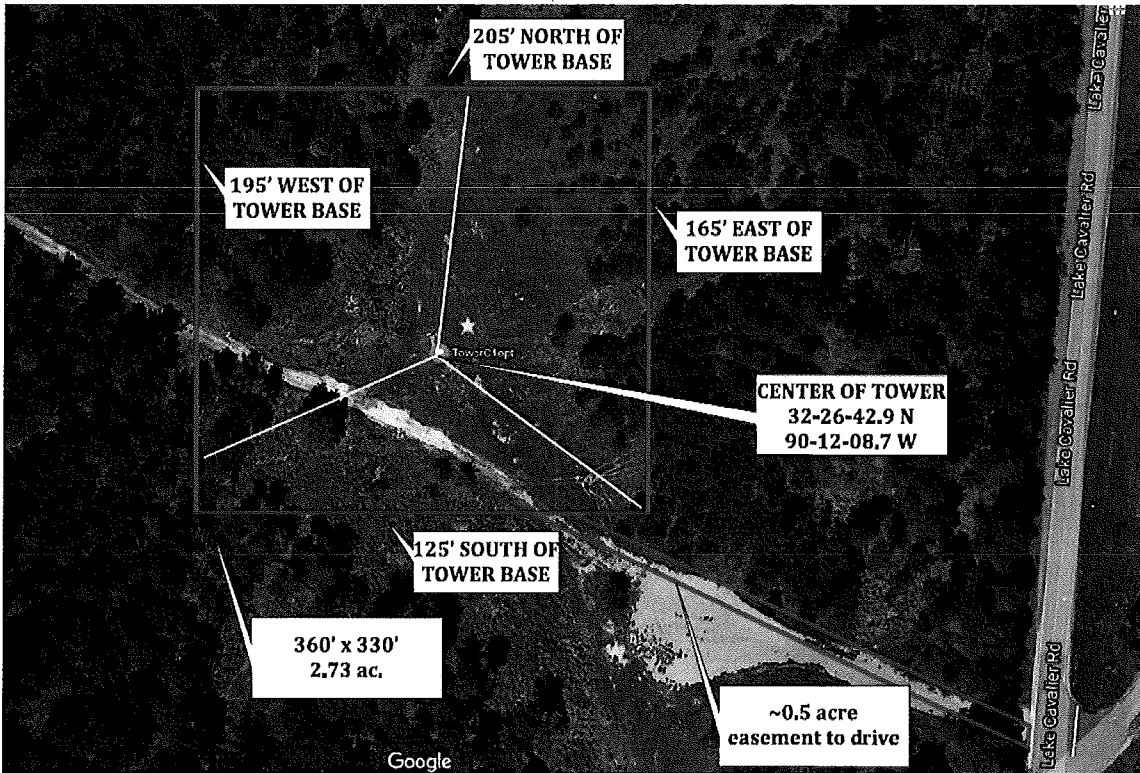 205' NORTH OF
TOWER BASE
195' WEST OF
TOWER BASE
165' EAST OF
TOWER BASE
TowerC1opt
CENTER OF TOWER
32-26-42.9 N
90-12-08.7 W
125' SOUTH OF
TOWER BASE
360' x 330'
2.73 ac.
~0.5 acre
easement to drive
Lake Cavalier Rd
Lake Cavalier Rd
Lake Cavalier Rd
Lake Cavalier Rd
Google